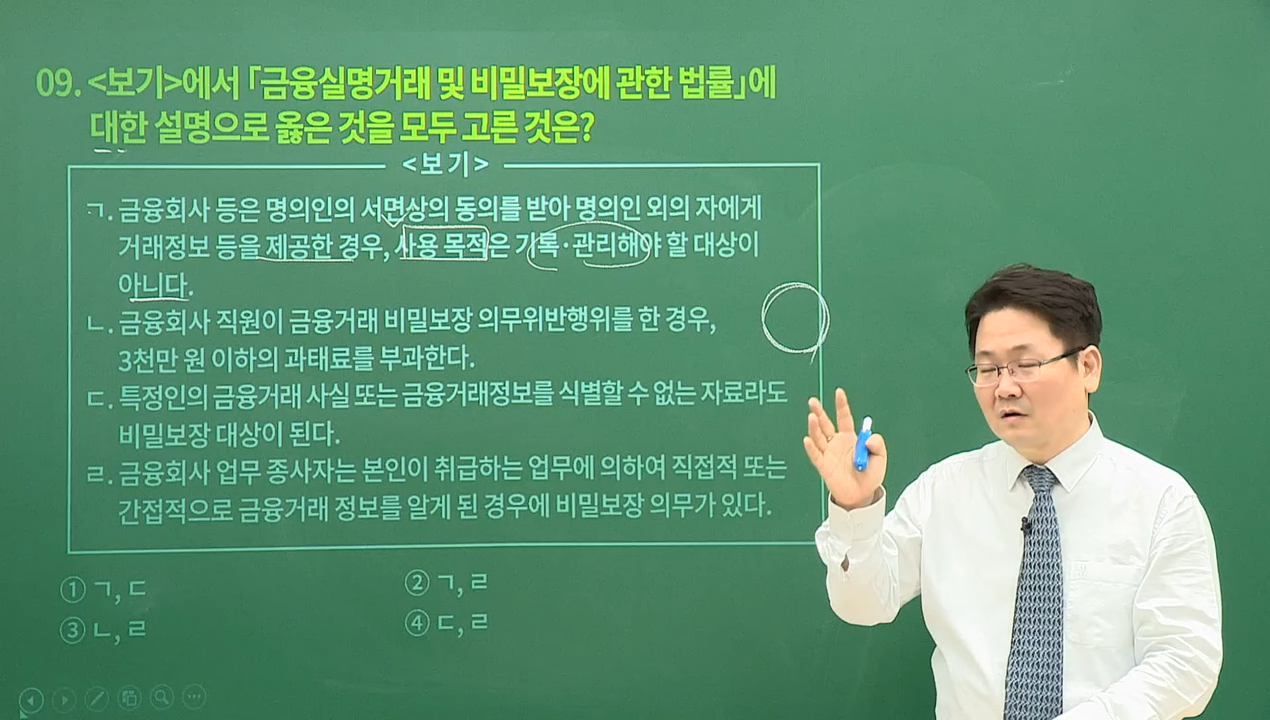 09. <보기>에서 「금융실명거래 및 비밀보장에 관한 법률」에
대한 설명으로 옳은 것을 모두 고른 것은?
<보기>
ㄱ. 금융회사 등은 명의인의 서면상의 동의를 받아 명의인 외의 자에게
거래정보 등을 제공한 경우, 사용 목적은 기록·관리해야 할 대상이
아니다.
ㄴ. 금융회사 직원이 금융거래 비밀보장 의무위반행위를 한 경우,
3천만 원 이하의 과태료를 부과한다.
ㄷ. 특정인의 금융거래 사실 또는 금융거래정보를 식별할 수 없는 자료라도
비밀보장 대상이 된다.
ㄹ. 금융회사 업무 종사자는 본인이 취급하는 업무에 의하여 직접적 또는
간접적으로 금융거래 정보를 알게 된 경우에 비밀보장 의무가 있다.
① ㄱ, ㄷ
② ㄱ, ㄹ
③ ㄴ, ㄹ
④ ㄷ, ㄹ